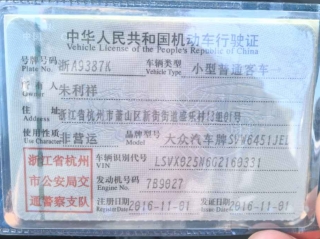 中华人民共和国机动车行驶证
Vehicle License of the People's Republic of China
号牌号码 浙A9387K 车辆类型 小型普通客车
Plate No. Vehicle Type
朱利祥
Owner
住 址 浙江省杭州市萧山区新街街道盛乐村
Address
使用性质 非营运 品牌型号 大众汽车牌SVW6451JED
Use Character Model
浙江省杭州
市公安局交
通警察支队
车辆识别代号 LSVX825N6G2169331
VIN
发动机号码 7B9027
Engine No.
注册日期 2016-11-01 发证日期 2016-11-01
Register Date Issue Date